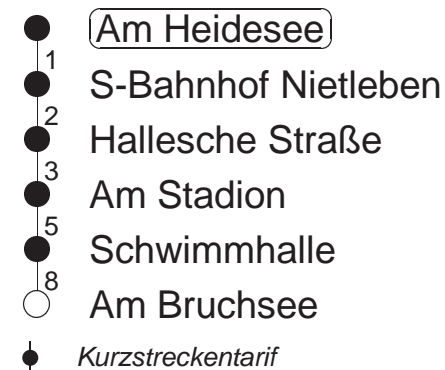 Am Heidesee
1
S-Bahnhof Nietleben
2
Hallesche Straße
3
Am Stadion
5
Schwimmhalle
8
Am Bruchsee
Kurzstreckentarif